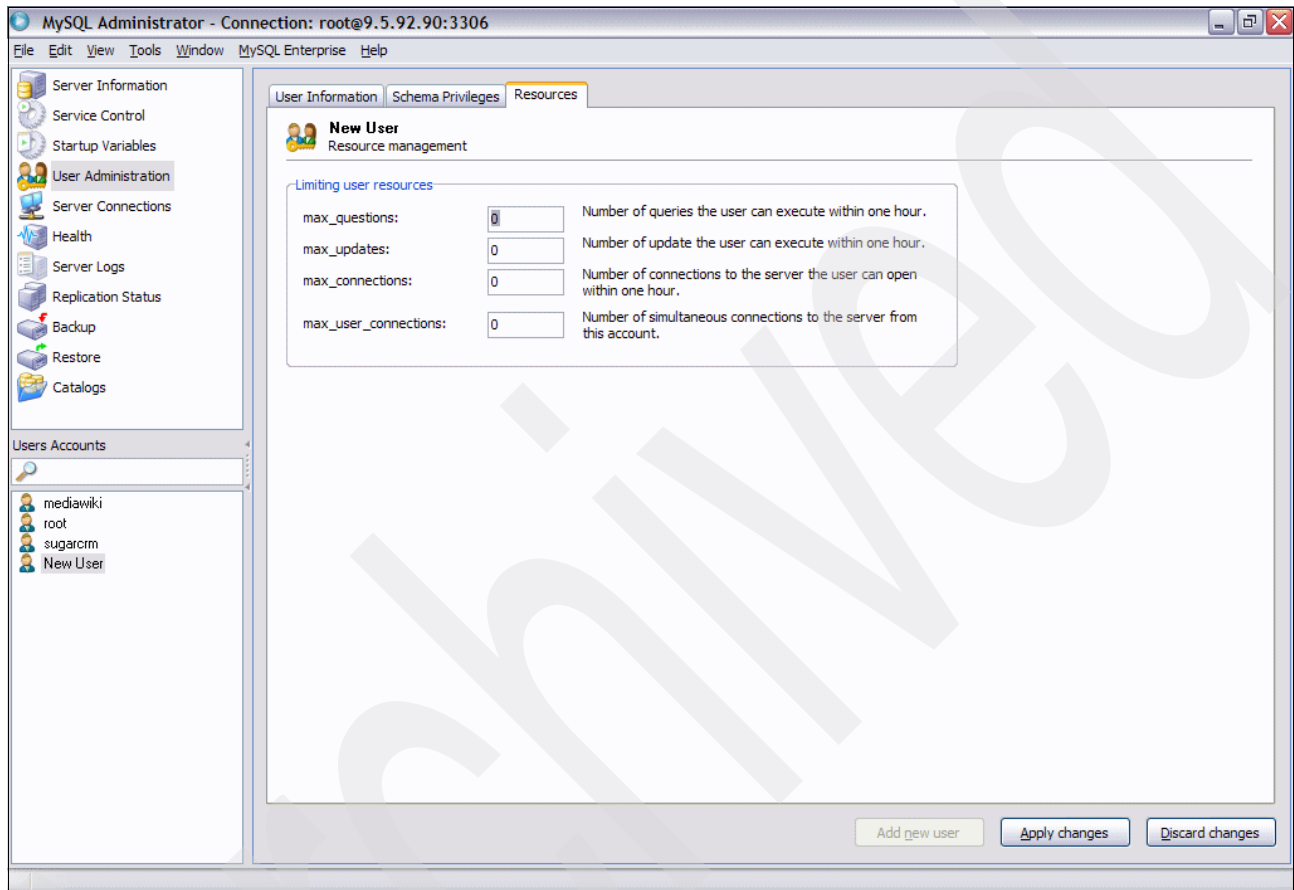 MySQL Administrator - Connection: root@9.5.92.90:3306
File Edit View Tools Window MySQL Enterprise Help
Server Information
Service Control
Startup Variables
User Administration
Server Connections
Health
Server Logs
Replication Status
Backup
Restore
Catalogs
Users Accounts
mediawiki
root
sugarcrm
New User
User Information Schema Privileges Resources
New User
Resource management
Limiting user resources
max_questions: 0 Number of queries the user can execute within one hour.
max_updates: 0 Number of update the user can execute within one hour.
max_connections: 0 Number of connections to the server the user can open
within one hour.
max_user_connections: 0 Number of simultaneous connections to the server from
this account.
Add new user Apply changes Discard changes
hived